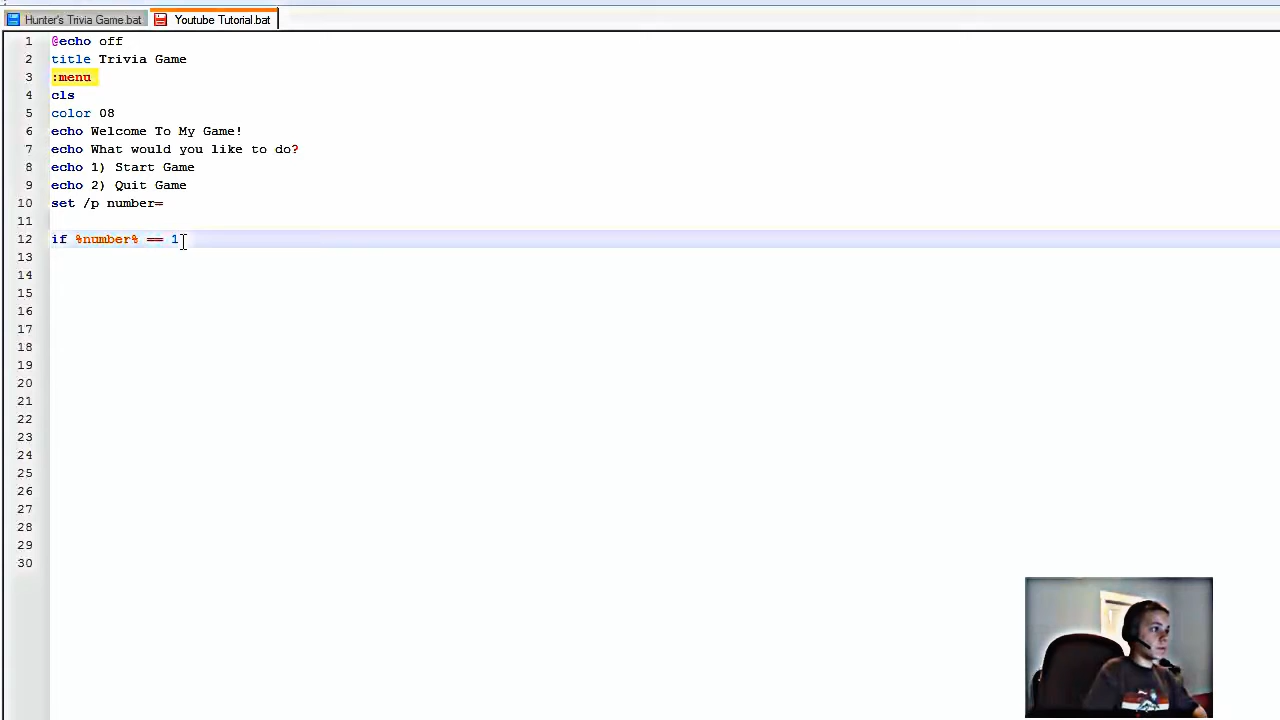 Hunter's Trivia Game.bat Youtube Tutorial.bat
1 @echo off
2 title Trivia Game
3 :menu
4 cls
5 color 08
6 echo Welcome To My Game!
7 echo What would you like to do?
8 echo 1) Start Game
9 echo 2) Quit Game
10 set /p number=
11
12 if %number% == 1
13
14
15
16
17
18
19
20
21
22
23
24
25
26
27
28
29
30